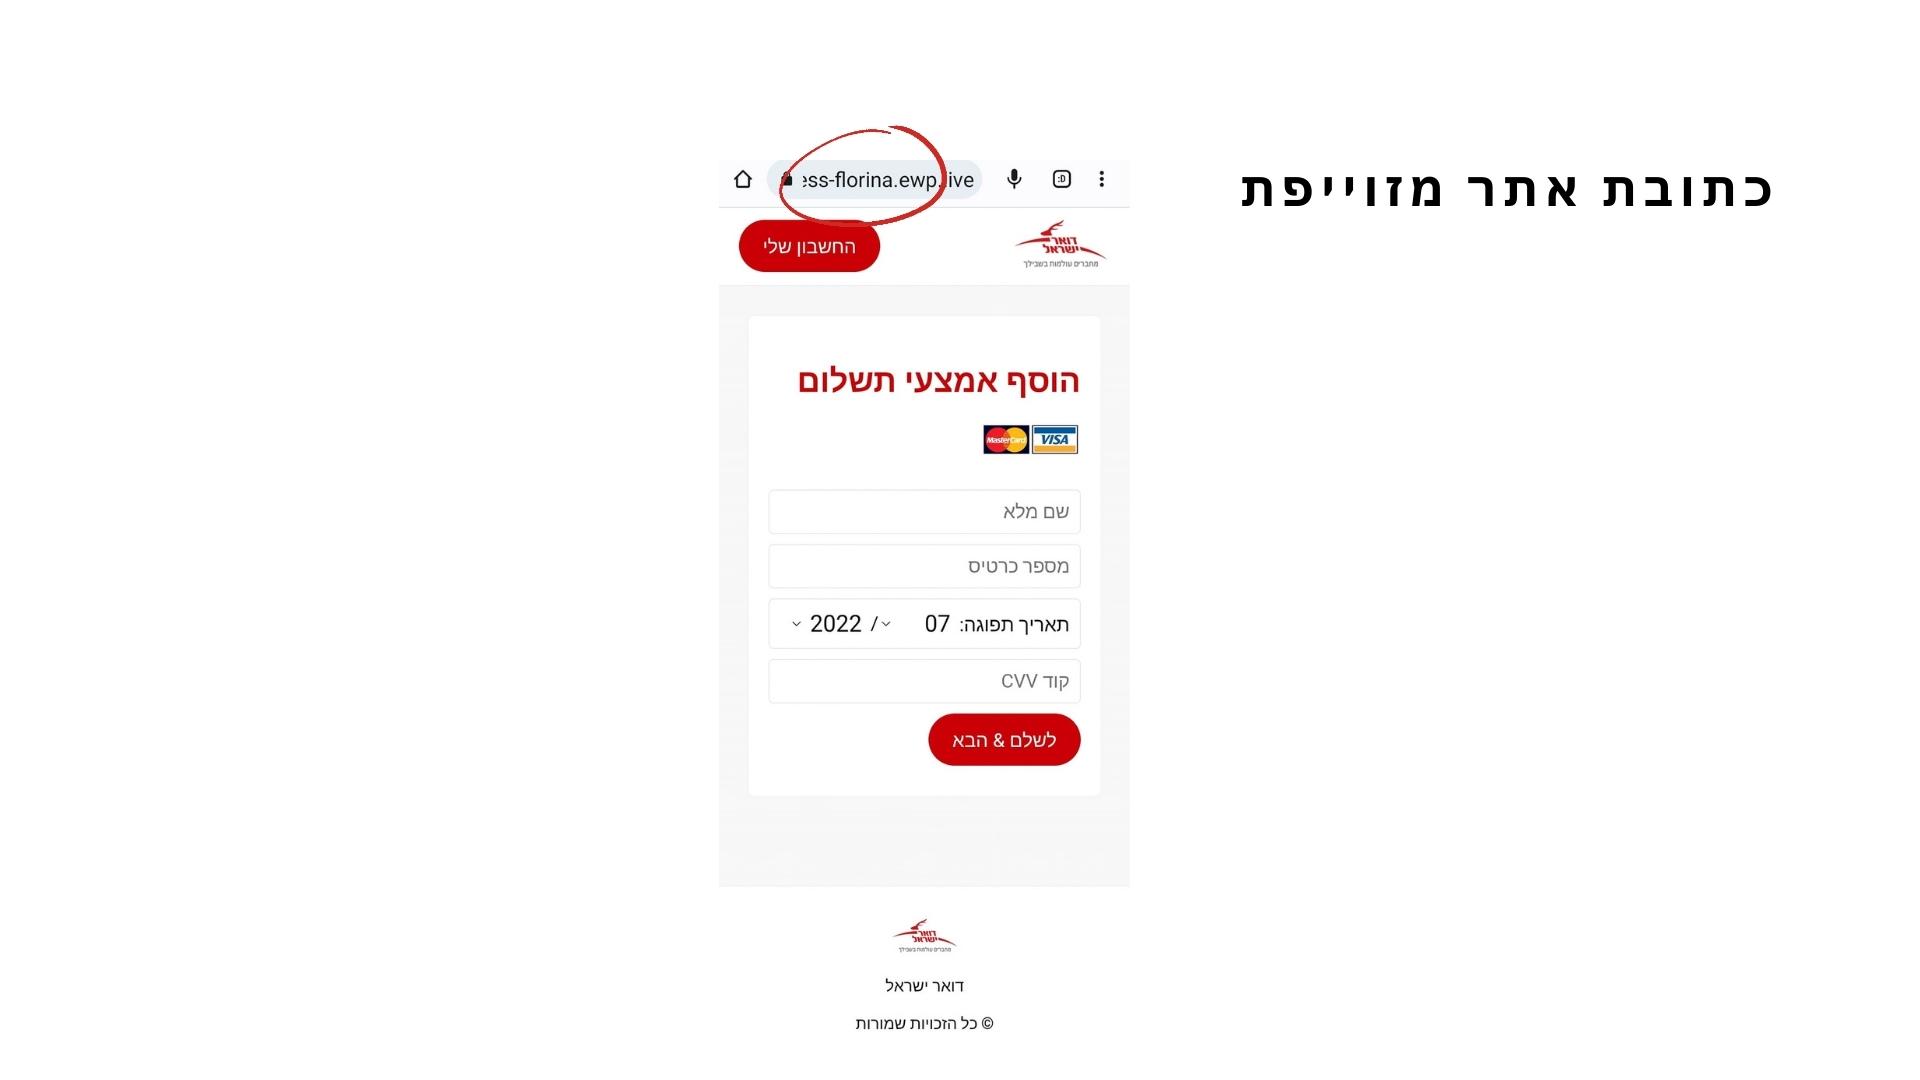 כתובת אתר מזוייפת
ess-florina.ewp.live
:D
החשבון שלי
דואר
ישראל
מחברים עולמות בשבילך
הוסף אמצעי תשלום
MasterCard VISA
שם מלא
מספר כרטיס
תאריך תפוגה: 07 / 2022
קוד CVV
לשלם & הבא
דואר
ישראל
מחברים עולמות בשבילך
דואר ישראל
© כל הזכויות שמורות